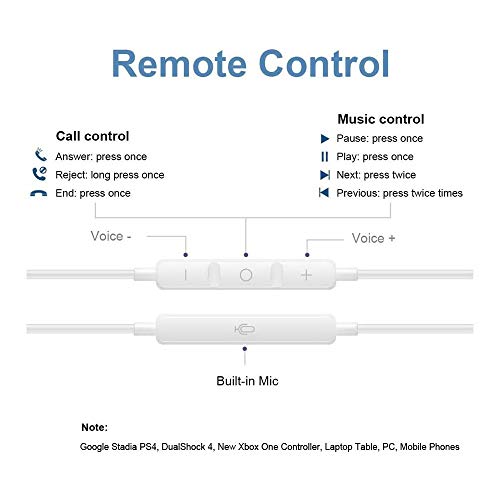 Remote Control
Music control
Pause: press once
Play: press once
Next: press twice
Previous: press twice times
Call control
Answer: press once
Reject: long press once
End: press once
Voice -
Voice +
Built-in Mic
Note:
Google Stadia PS4, DualShock 4, New Xbox One Controller, Laptop Table, PC, Mobile Phones